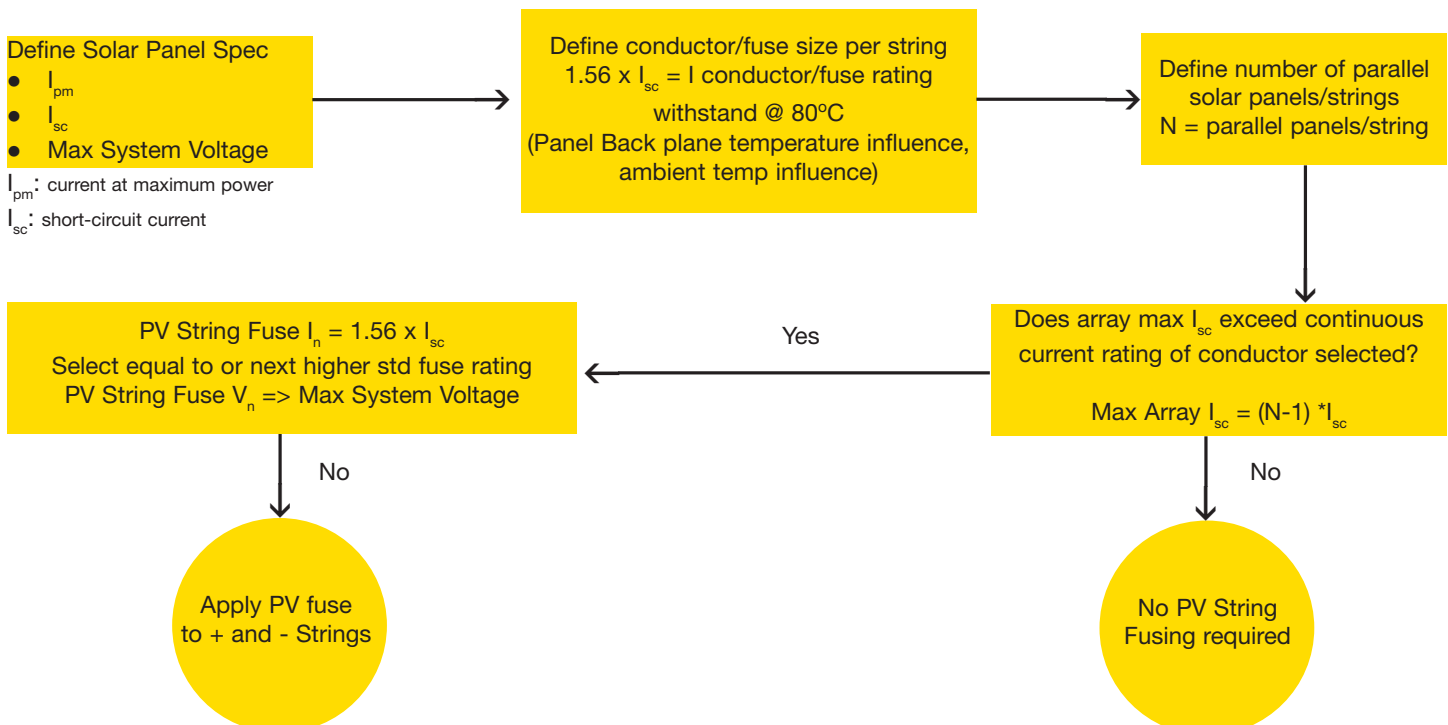 Define Solar Panel Spec
● Ipm
● Isc
● Max System Voltage
Ipm: current at maximum power
Isc: short-circuit current
Define conductor/fuse size per string
1.56 x Isc = I conductor/fuse rating
withstand @ 80ºC
(Panel Back plane temperature influence,
ambient temp influence)
Define number of parallel
solar panels/strings
N = parallel panels/string
Does array max Isc exceed continuous
current rating of conductor selected?
Max Array Isc = (N-1) *Isc
Yes
No
PV String Fuse In = 1.56 x Isc
Select equal to or next higher std fuse rating
PV String Fuse Vn => Max System Voltage
No
Apply PV fuse
to + and - Strings
No PV String
Fusing required